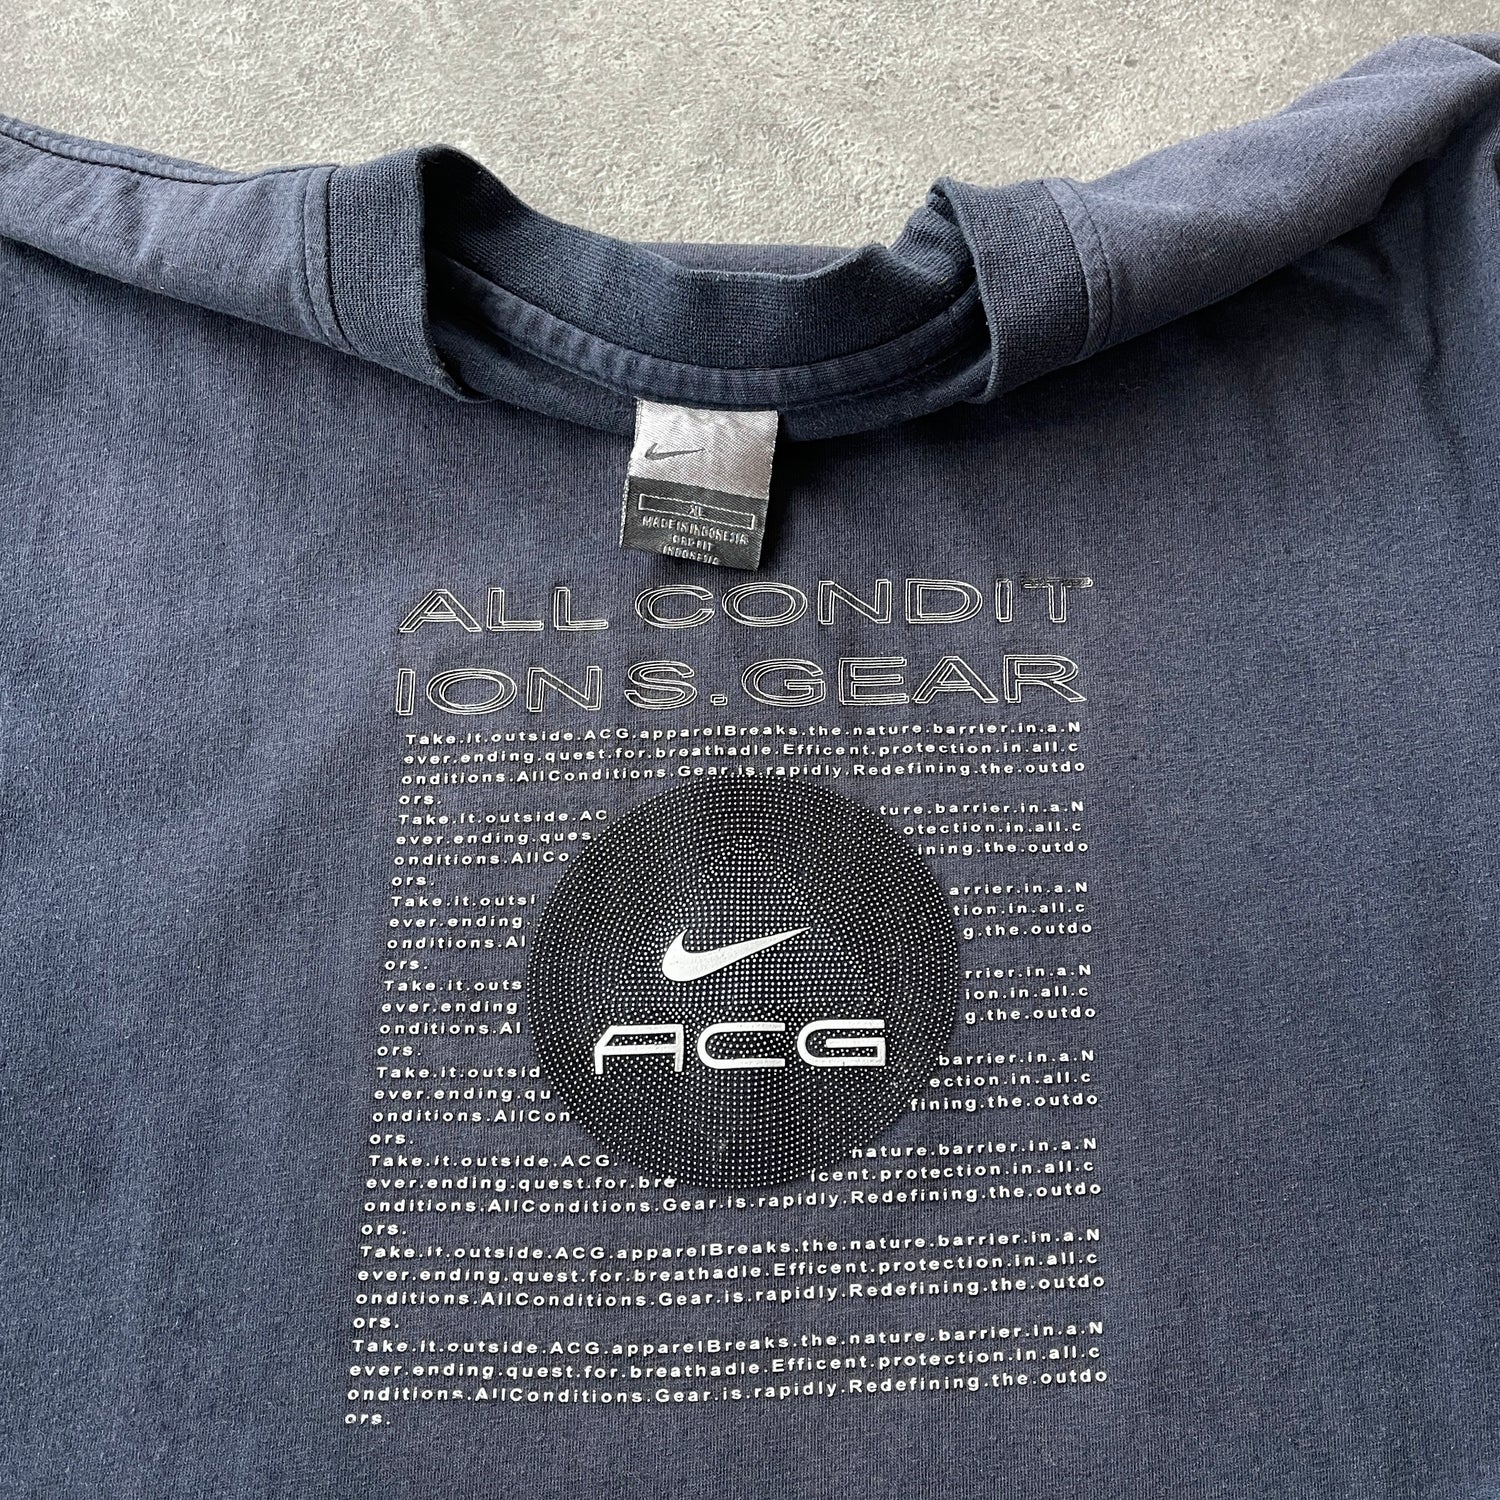 XL
MADE IN INDONESIA
DRI-FIT
INDONESIA
ALL CONDIT
IONS.GEAR
Take.it.outside.ACG.apparelBreaks.the.nature.barrier.in.a.N
ever.ending.quest.for.breathadle.Efficent.protection.in.all.c
onditions.AllConditions.Gear.is.rapidly.Redefining.the.outdo
ors.
Take.it.outside.AC ture.barrier.in.a.N
ever.ending.ques otection.in.all.c
onditions.AllCo ining.the.outdo
ors.
Take.it.outsi arrier.in.a.N
ever.ending. tion.in.all.c
onditions.Al g.the.outdo
ors.
Take.it.outs rrier.in.a.N
ever.ending ion.in.all.c
onditions.Al g.the.outdo
ors.
ACG
Take.it.outsid barrier.in.a.N
ever.ending.qu ection.in.all.c
onditions.AllCon fining.the.outdo
ors.
Take.it.outside.ACG. nature.barrier.in.a.N
ever.ending.quest.for.bre icent.protection.in.all.c
onditions.AllConditions.Gear.is.rapidly.Redefining.the.outdo
ors.
Take.it.outside.ACG.apparelBreaks.the.nature.barrier.in.a.N
ever.ending.quest.for.breathadle.Efficent.protection.in.all.c
onditions.AllConditions.Gear.is.rapidly.Redefining.the.outdo
ors.
Take.it.outside.ACG.apparelBreaks.the.nature.barrier.in.a.N
ever.ending.quest.for.breathadle.Efficent.protection.in.all.c
onditions.AllConditions.Gear.is.rapidly.Redefining.the.outdo
ors.